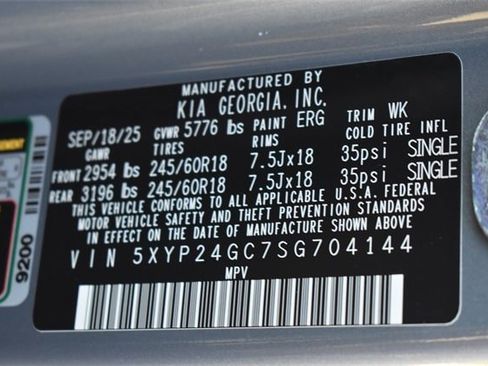 MANUFACTURED BY
KIA GEORGIA, INC.
SEP/18/25 GVWR 5776 lbs PAINT ERG TRIM WK
GAWR TIRES RIMS COLD TIRE INFL
FRONT 2954 lbs 245/60R18 7.5Jx18 35psi SINGLE
REAR 3196 lbs 245/60R18 7.5Jx18 35psi SINGLE
THIS VEHICLE CONFORMS TO ALL APPLICABLE U.S.A. FEDERAL
MOTOR VEHICLE SAFETY AND THEFT PREVENTION STANDARDS
IN EFFECT ON THE DATE OF MANUFACTURE SHOWN ABOVE
VIN 5XYP24GC7SG704144
MPV
9200